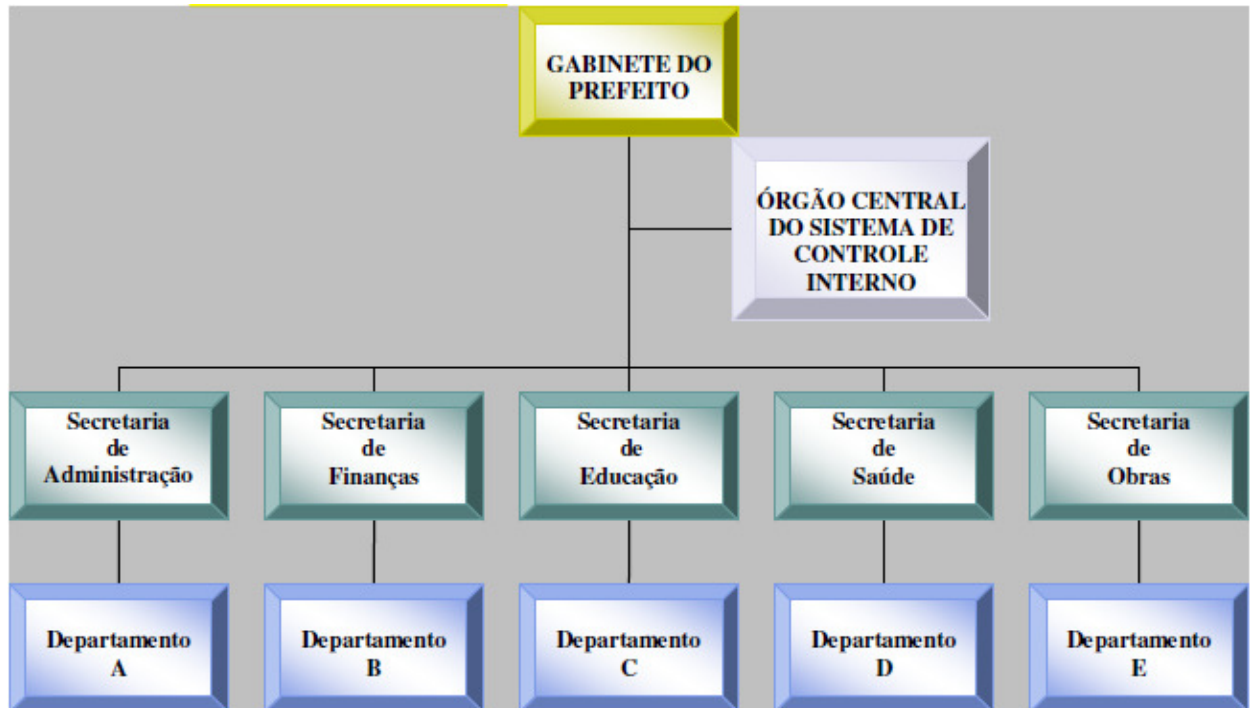 GABINETE DO
PREFEITO
ÓRGÃO CENTRAL
DO SISTEMA DE
CONTROLE
INTERNO
Secretaria
de
Administração
Secretaria
de
Finanças
Secretaria
de
Educação
Secretaria
de
Saúde
Secretaria
de
Obras
Departamento
A
Departamento
B
Departamento
C
Departamento
D
Departamento
E